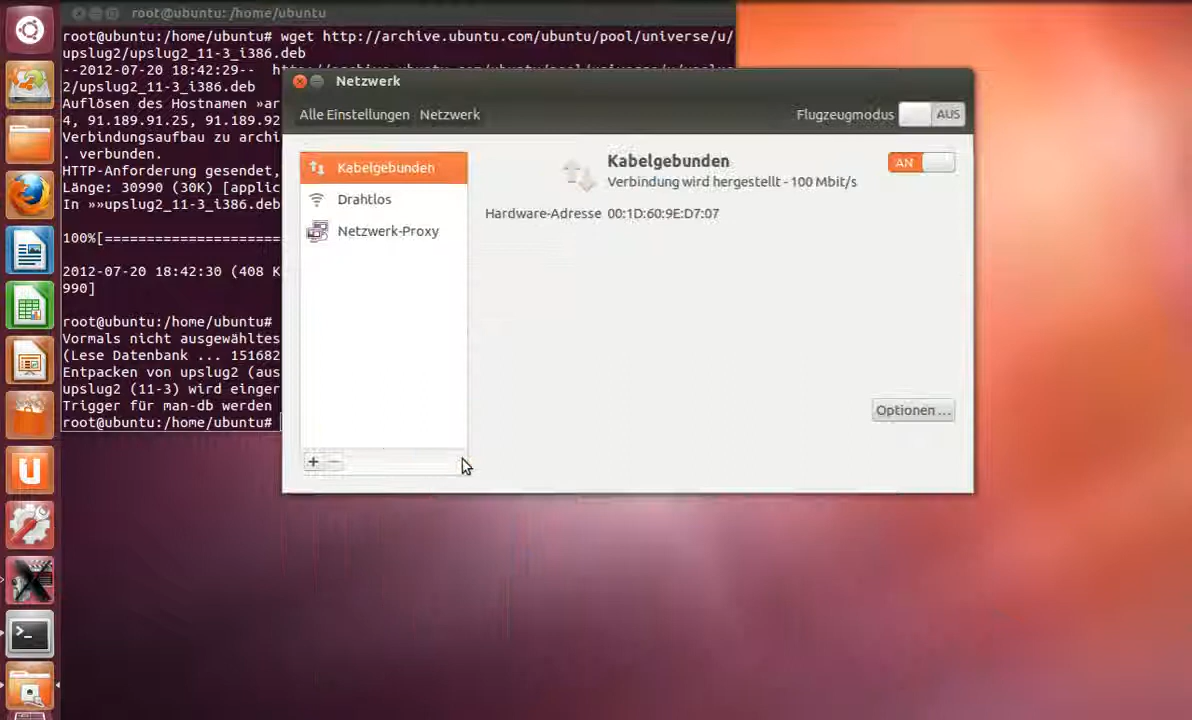 root@ubuntu: /home/ubuntu
root@ubuntu:/home/ubuntu# wget http://archive.ubuntu.com/ubuntu/pool/universe/u/
upslug2/upslug2_11-3_i386.deb
--2012-07-20 18:42:29--
2/upslug2_11-3_i386.deb
Auflösen des Hostnamen »ar
4, 91.189.91.25, 91.189.92
Verbindungsaufbau zu archi
. verbunden.
HTTP-Anforderung gesendet,
Länge: 30990 (30K) [applic
In »»upslug2_11-3_i386.deb
100%[=====================
2012-07-20 18:42:30 (408 K
990]
root@ubuntu:/home/ubuntu#
Vormals nicht ausgewähltes
(Lese Datenbank ... 151682
Entpacken von upslug2 (aus
upslug2 (11-3) wird einger
Trigger für man-db werden
root@ubuntu:/home/ubuntu#
Netzwerk
Alle Einstellungen Netzwerk
Flugzeugmodus AUS
Kabelgebunden
Drahtlos
Netzwerk-Proxy
Kabelgebunden
AN
Verbindung wird hergestellt - 100 Mbit/s
Hardware-Adresse 00:1D:60:9E:D7:07
Optionen ...